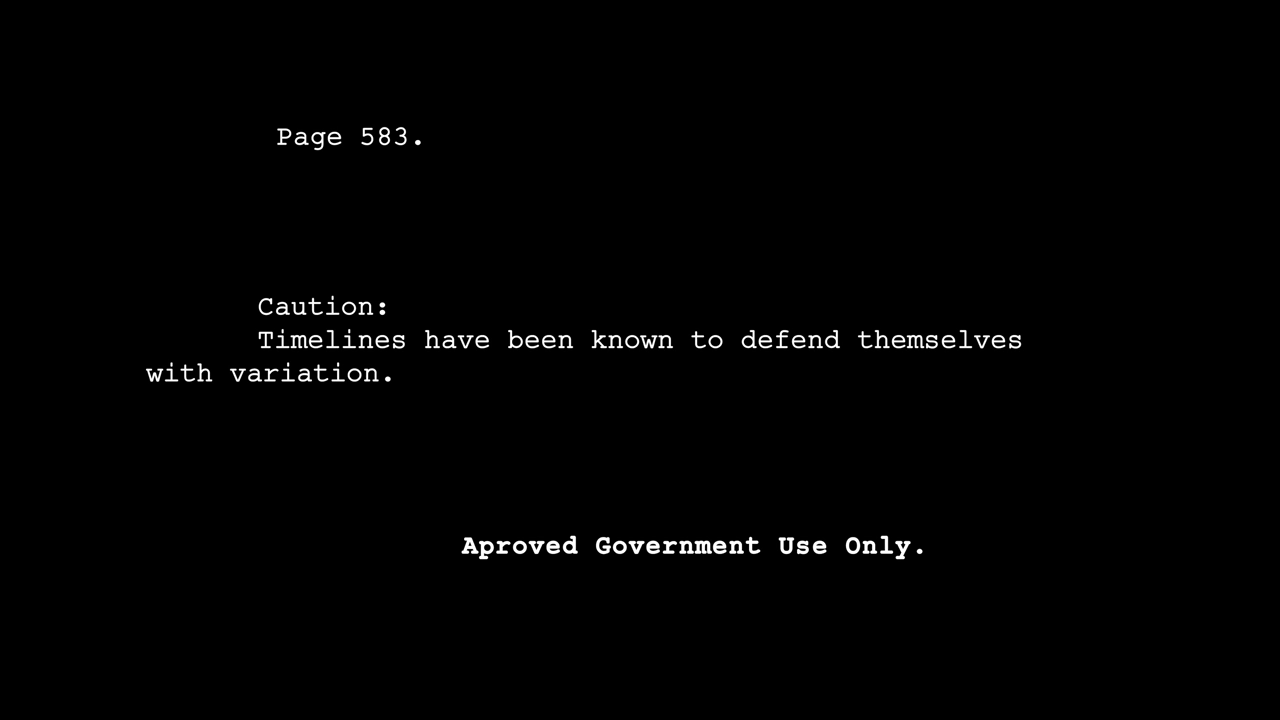 Page 583.
Caution:
Timelines have been known to defend themselves
with variation.
Aproved Government Use Only.